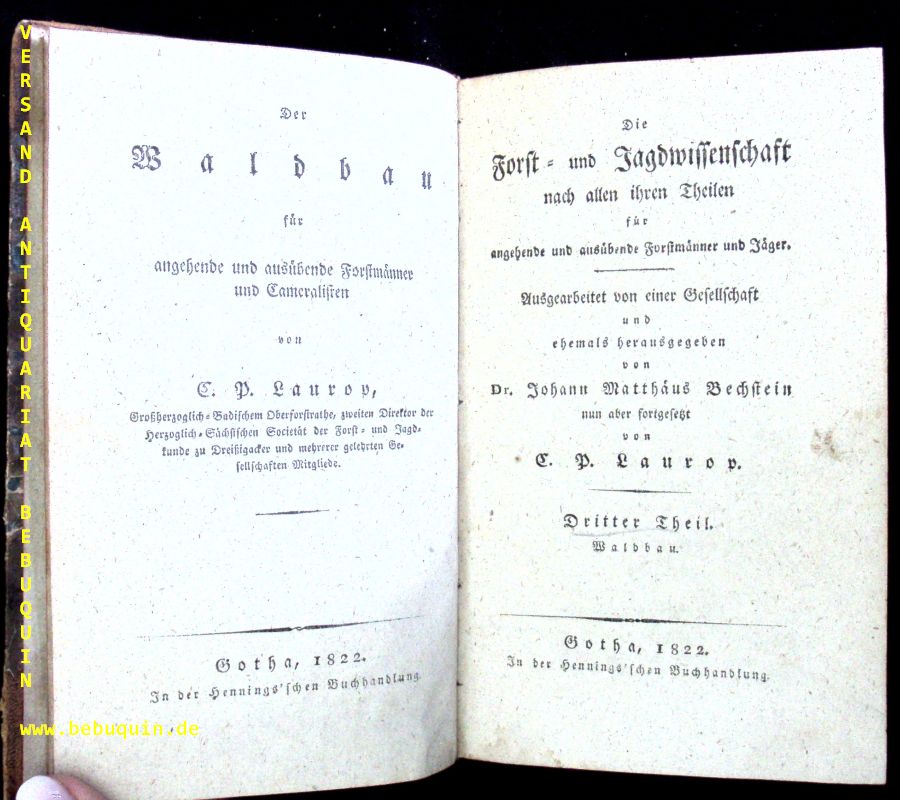 VERSAND ANTIQUARIAT BEBUQUIN
Der
Waldbau
für
angehende und ausübende Forstmänner
und Cameralisten
von
C. P. Laurop,
Großherzoglich-Badischem Oberforstrathe, zweiten Direktor der
Herzoglich-Sächsischen Societät der Forst- und Jagd-
kunde zu Dreißigacker und mehrerer gelehrten Ge-
sellschaften Mitgliede.
Gotha, 1822.
In der Hennings'schen Buchhandlung.
www.bebuquin.de
Die
Forst- und Jagdwissenschaft
nach allen ihren Theilen
für
angehende und ausübende Forstmänner und Jäger.
Ausgearbeitet von einer Gesellschaft
und
ehemals herausgegeben
von
Dr. Johann Matthäus Bechstein
nun aber fortgesetzt
von
C. P. Laurop.
Dritter Theil.
Waldbau.
Gotha, 1822.
In der Hennings'schen Buchhandlung.